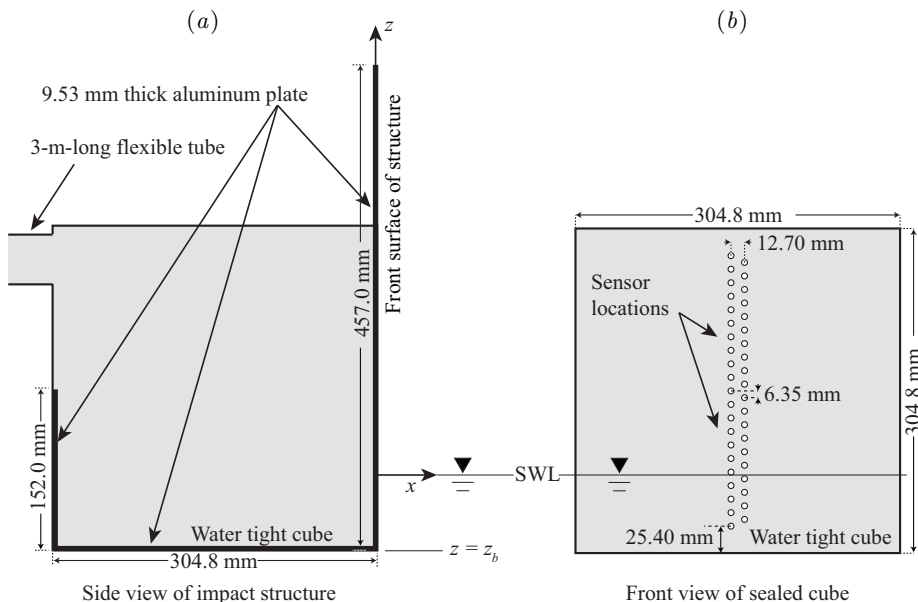 (a)
z
9.53 mm thick aluminum plate
3-m-long flexible tube
Front surface of structure
457.0 mm
152.0 mm
x
Water tight cube
304.8 mm
z = z_b
Side view of impact structure
SWL
(b)
304.8 mm
12.70 mm
Sensor
locations
6.35 mm
304.8 mm
25.40 mm
Water tight cube
Front view of sealed cube